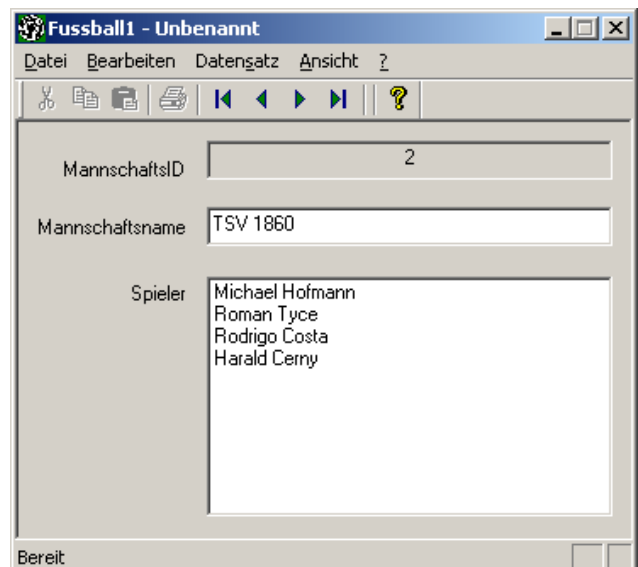 Fussball1 - Unbenannt
Datei Bearbeiten Datensatz Ansicht ?
MannschaftsID 2
Mannschaftsname TSV 1860
Spieler Michael Hofmann
Roman Tyce
Rodrigo Costa
Harald Cerny
Bereit